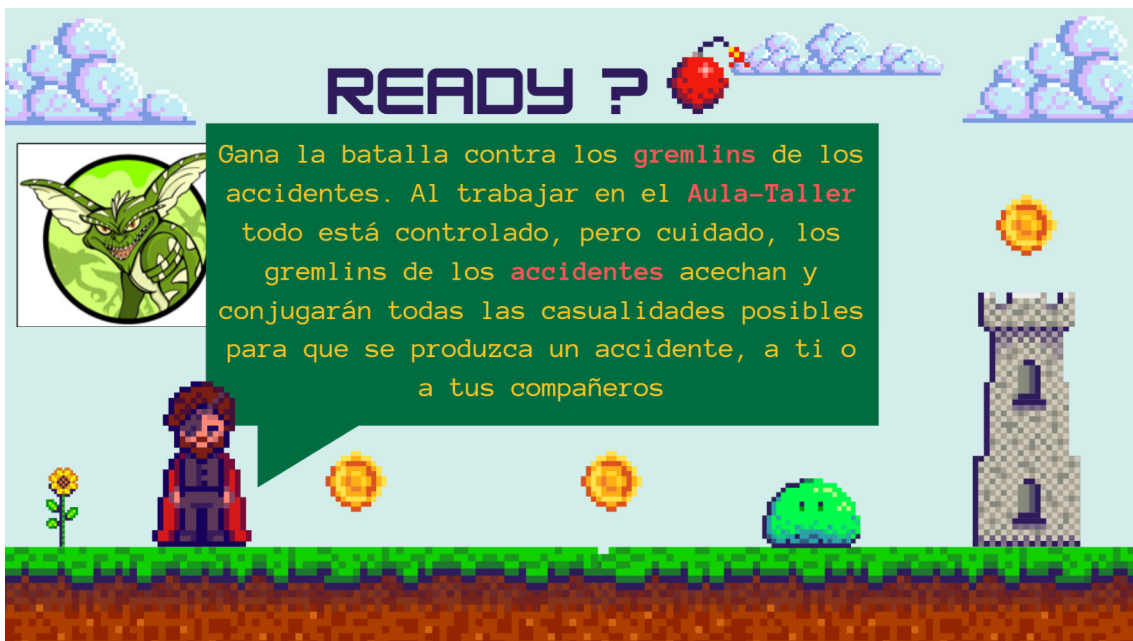 READY ?
Gana la batalla contra los gremlins de los
accidentes. Al trabajar en el Aula-Taller
todo está controlado, pero cuidado, los
gremlins de los accidentes acechan y
conjugarán todas las casualidades posibles
para que se produzca un accidente, a ti o
a tus compañeros